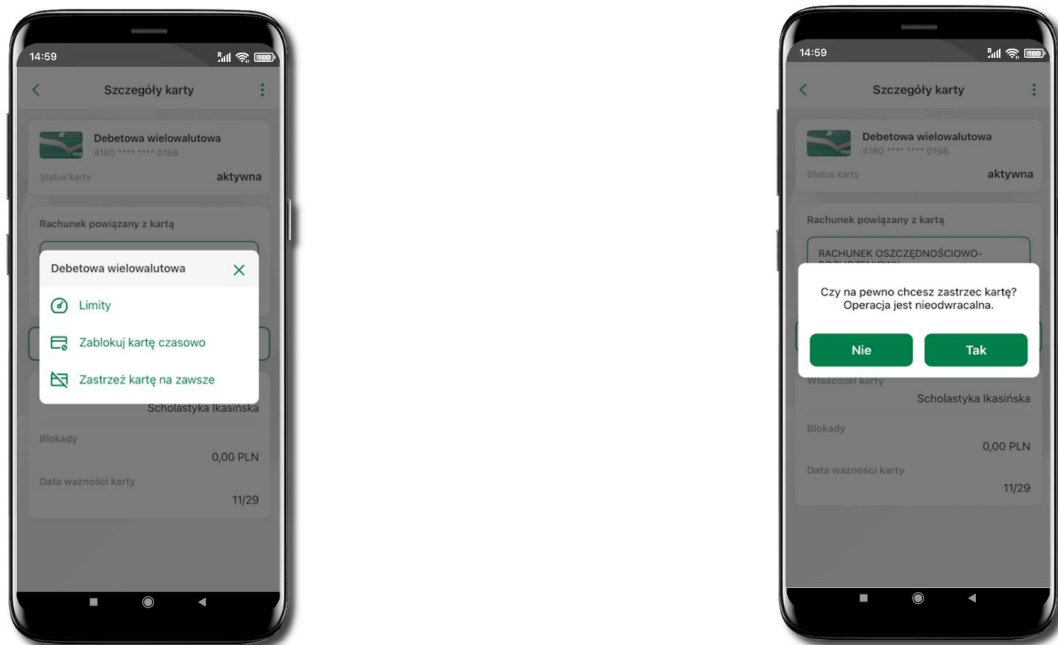 14:59
Szczegóły karty
Debetowa wielowalutowa
4180 **** **** 0168
Status karty
aktywna
Rachunek powiązany z kartą
Debetowa wielowalutowa
Limity
Zablokuj kartę czasowo
Zastrzeż kartę na zawsze
Scholastyka Ikasińska
Blokady
0,00 PLN
Data ważności karty
11/29
14:59
Szczegóły karty
Debetowa wielowalutowa
4180 **** **** 0168
Status karty
aktywna
Rachunek powiązany z kartą
RACHUNEK OSZCZĘDNOŚCIOWO-
Czy na pewno chcesz zastrzec kartę?
Operacja jest nieodwracalna.
Nie
Tak
Właściciel karty
Scholastyka Ikasińska
Blokady
0,00 PLN
Data ważności karty
11/29